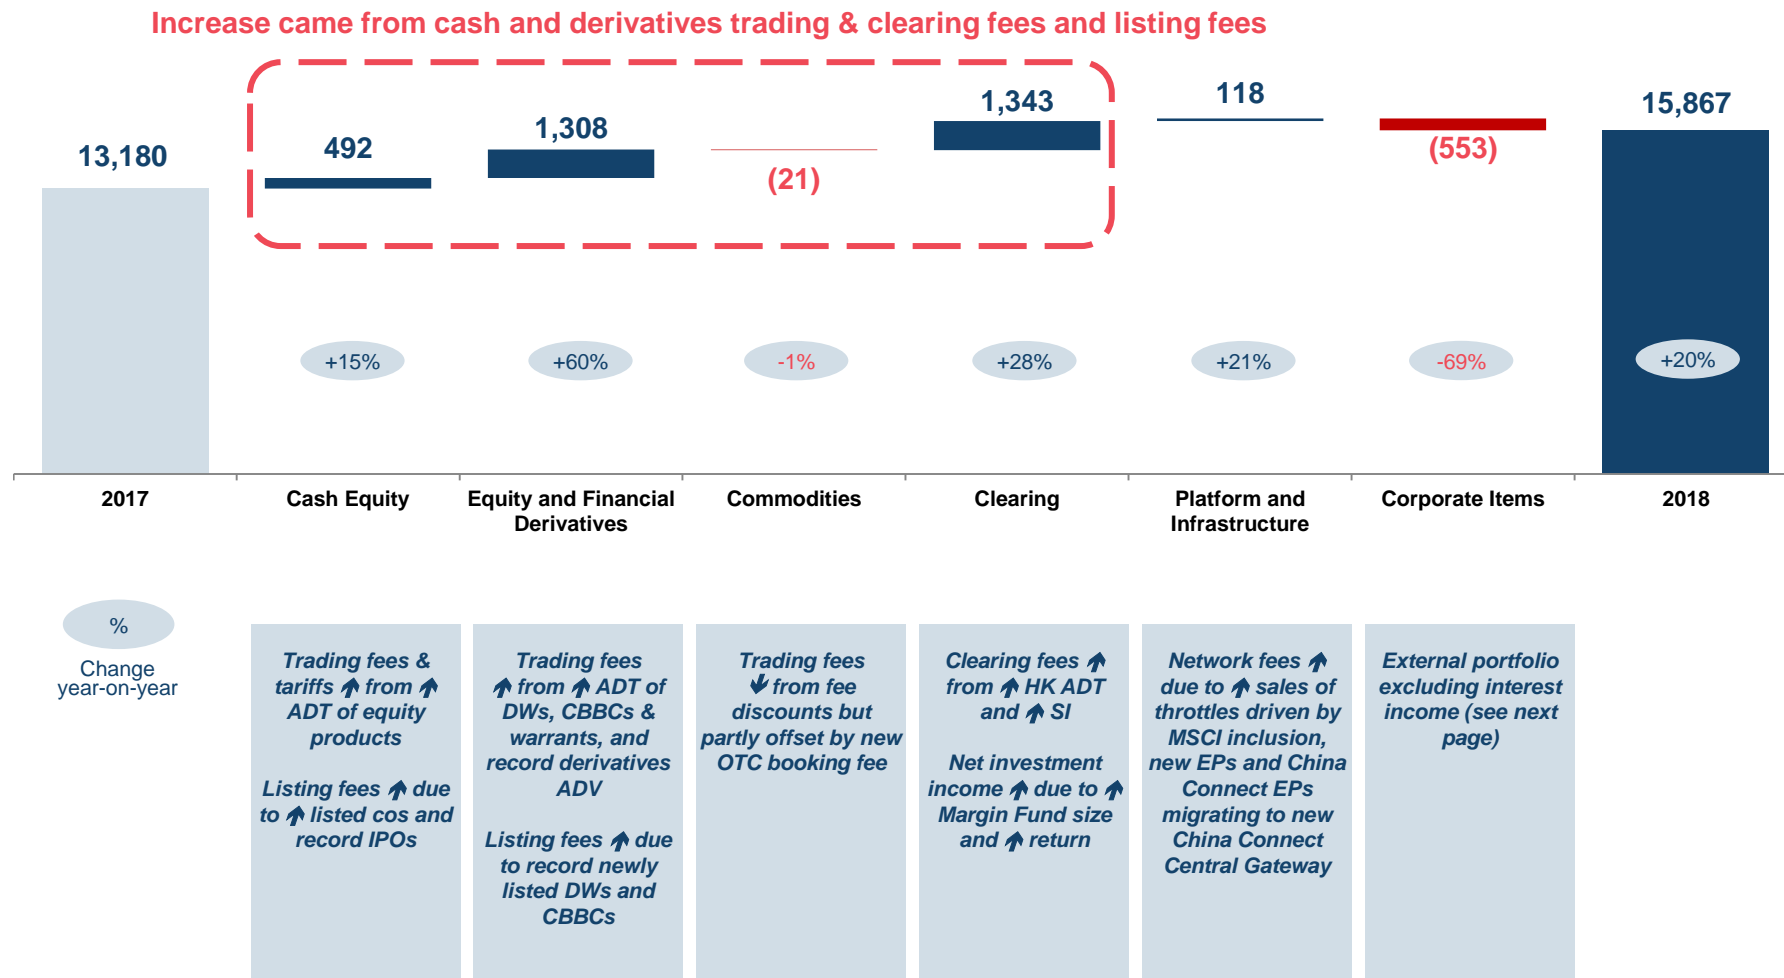 Increase came from cash and derivatives trading & clearing fees and listing fees
13,180
492
1,308
(21)
1,343
118
(553)
15,867
+15%
+60%
-1%
+28%
+21%
-69%
+20%
2017
Cash Equity
Equity and Financial
Derivatives
Commodities
Clearing
Platform and
Infrastructure
Corporate Items
2018
%
Change
year-on-year
Trading fees &
tariffs ↑ from ↑
ADT of equity
products
Listing fees ↑ due
to ↑ listed cos and
record IPOs
Trading fees
↑ from ↑ ADT of
DWs, CBBCs &
warrants, and
record derivatives
ADV
Listing fees ↑ due
to record newly
listed DWs and
CBBCs
Trading fees
↓ from fee
discounts but
partly offset by new
OTC booking fee
Clearing fees ↑
from ↑ HK ADT
and ↑ SI
Net investment
income ↑ due to ↑
Margin Fund size
and ↑ return
Network fees ↑
due to ↑ sales of
throttles driven by
MSCI inclusion,
new EPs and China
Connect EPs
migrating to new
China Connect
Central Gateway
External portfolio
excluding interest
income (see next
page)